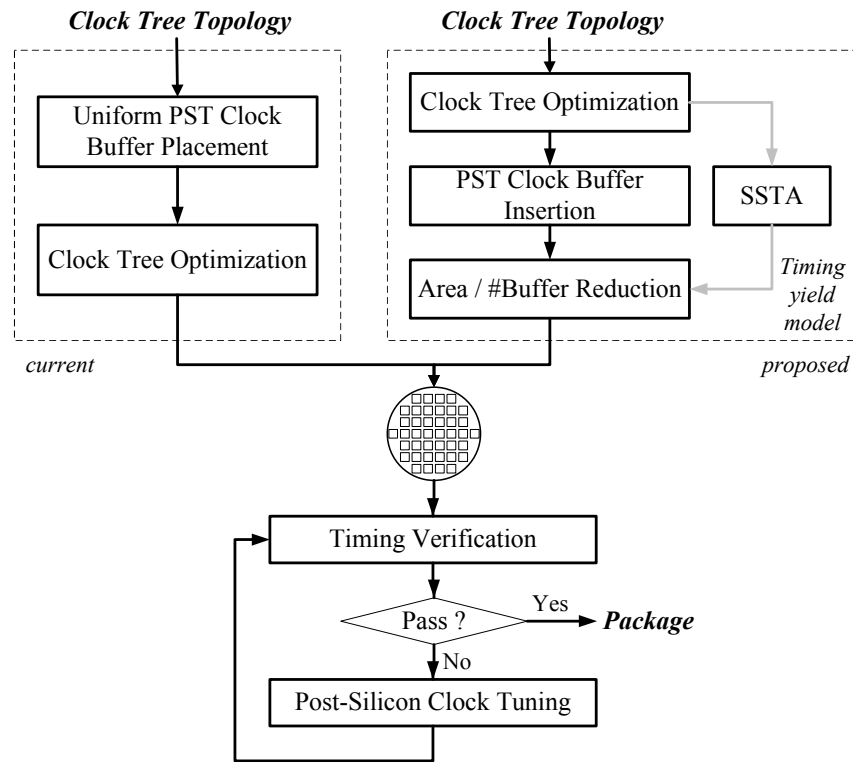 Clock Tree Topology
Uniform PST Clock
Buffer Placement
Clock Tree Optimization
current
Clock Tree Topology
Clock Tree Optimization
PST Clock Buffer
Insertion
SSTA
Area / #Buffer Reduction
Timing
yield
model
proposed
Timing Verification
Pass ?
Yes
Package
No
Post-Silicon Clock Tuning